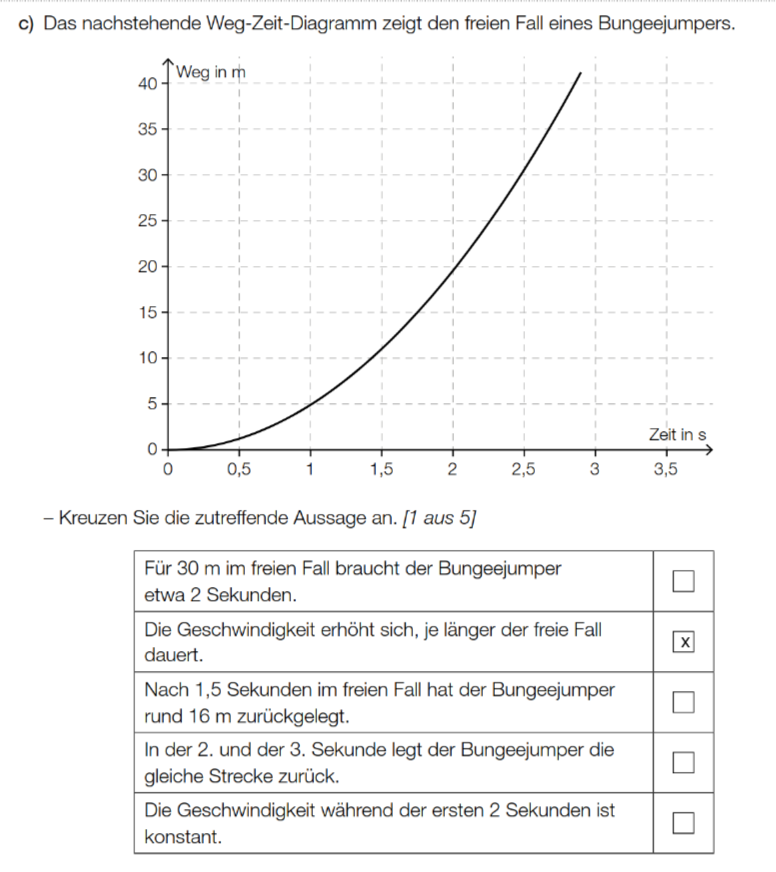 c) Das nachstehende Weg-Zeit-Diagramm zeigt den freien Fall eines Bungeejumpers.
Weg in m
40
35
30
25
20
15
10
5
0
Zeit in s
0 0,5 1 1,5 2 2,5 3 3,5
– Kreuzen Sie die zutreffende Aussage an. [1 aus 5]
Für 30 m im freien Fall braucht der Bungeejumper
etwa 2 Sekunden.
Die Geschwindigkeit erhöht sich, je länger der freie Fall
dauert.
X
Nach 1,5 Sekunden im freien Fall hat der Bungeejumper
rund 16 m zurückgelegt.
In der 2. und der 3. Sekunde legt der Bungeejumper die
gleiche Strecke zurück.
Die Geschwindigkeit während der ersten 2 Sekunden ist
konstant.